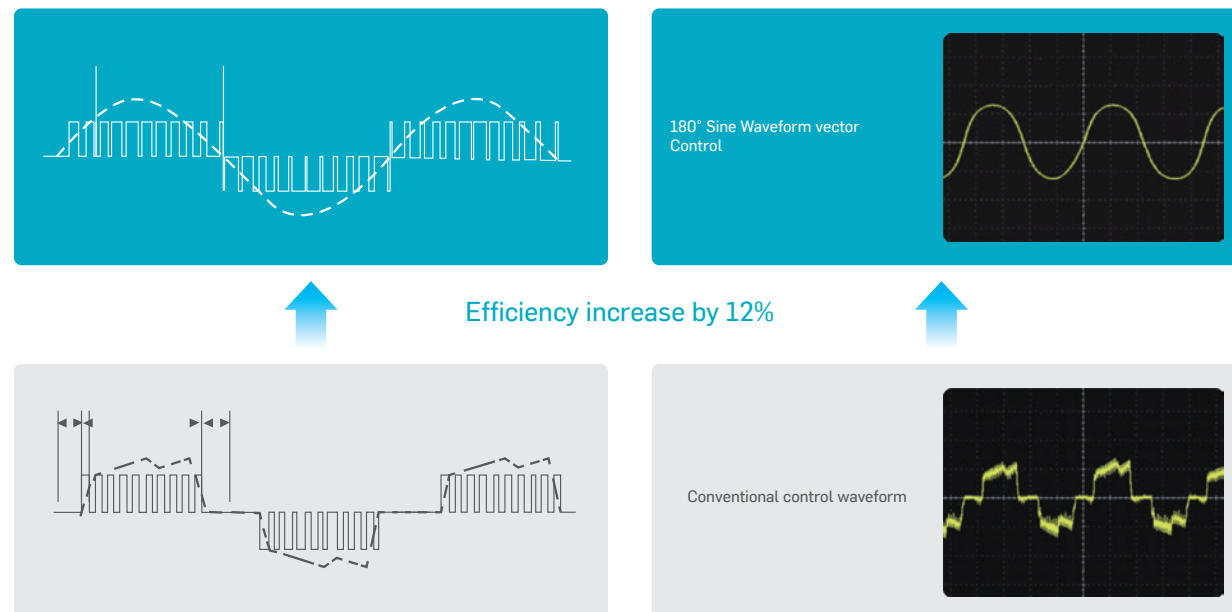 180° Sine Waveform vector
Control
Efficiency increase by 12%
Conventional control waveform